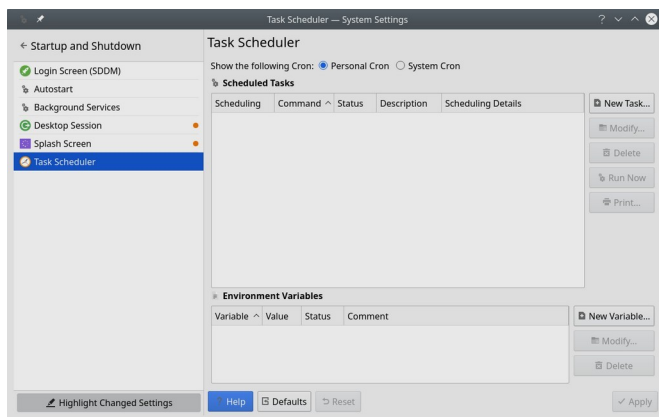 Task Scheduler — System Settings
Startup and Shutdown
Login Screen (SDDM)
Autostart
Background Services
Desktop Session
Splash Screen
Task Scheduler
Highlight Changed Settings
Task Scheduler
Show the following Cron: Personal Cron System Cron
Scheduled Tasks
Scheduling Command Status Description Scheduling Details
New Task...
Modify...
Delete
Run Now
Print...
Environment Variables
Variable Value Status Comment
New Variable...
Modify...
Delete
Help Defaults Reset Apply